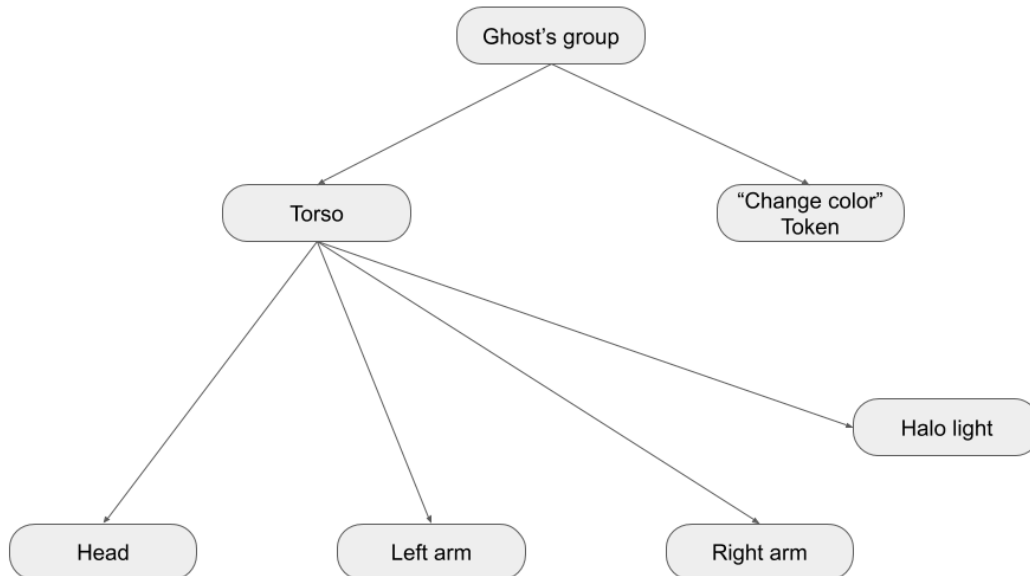 Ghost’s group
Torso
“Change color”
Token
Halo light
Head
Left arm
Right arm